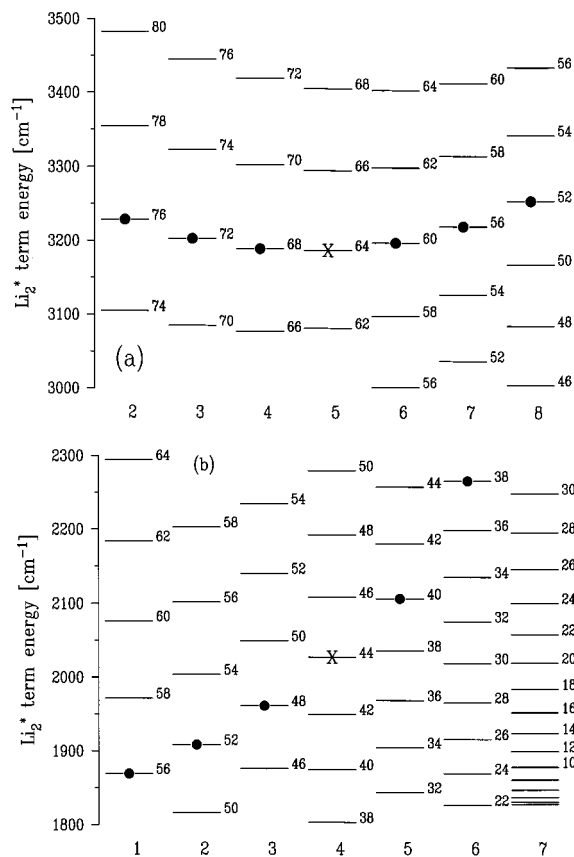 3500
80 76 72 68 64 60 56
3400
78 74 70 66 62 58 54
3300
76 72 68 X 64 60 56 52
3200
74 70 66 62 58 54 50
3100
52 48
(a)
3000
56 46
2 3 4 5 6 7 8
Li2* term energy [cm−1]
(b)
2300
64 50 44 38 30
54
2200
62 58 48 42 36 28
52 34 26
2100
60 56 46 40 32 24
50 38 22
2000
58 54 X 44 30 20
48 42 36 28 18
16
1900
56 52 46 40 34 26 14
24 12
10
1800
50 38 32 22
1 2 3 4 5 6 7
Li2* term energy [cm−1]